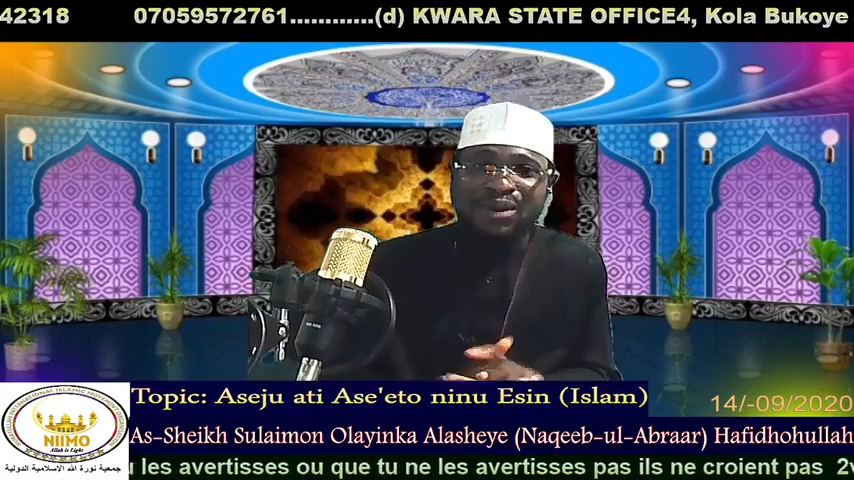 42318 07059572761............(d) KWARA STATE OFFICE4, Kola Bukoye
Topic: Aseju ati Ase'eto ninu Esin (Islam)
14/-09/2020
As-Sheikh Sulaimon Olayinka Alasheye (Naqeeb-ul-Abraar) Hafidhohullah
NIIMO
Allah is Light
جمعية نورة الله الإسلامية الدولية
les avertisses ou que tu ne les avertisses pas ils ne croient pas